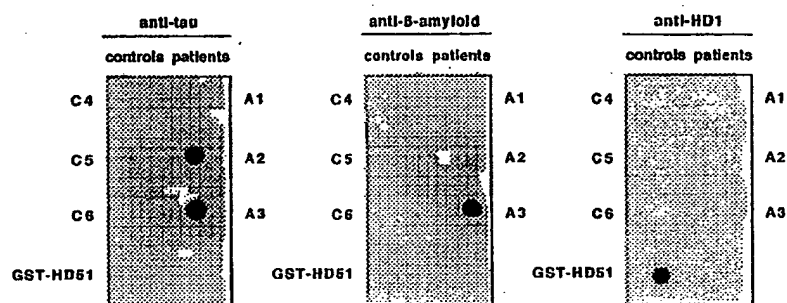 anti-tau anti-ß-amyloid anti-HD1
controls patients controls patients controls patients
C4 A1 C4 A1 C4 A1
C5 A2 C5 A2 C5 A2
C6 A3 C6 A3 C6 A3
GST-HD51 GST-HD51 GST-HD51